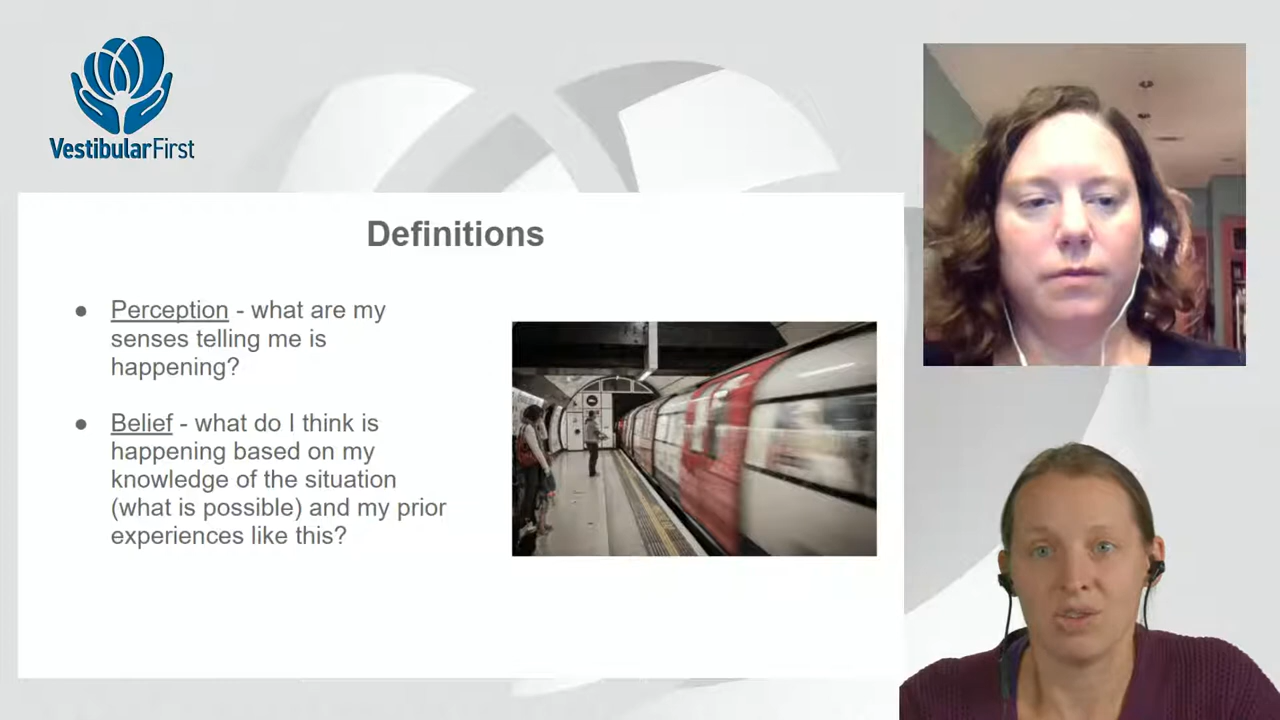 VestibularFirst
Definitions
● Perception - what are my
senses telling me is
happening?
● Belief - what do I think is
happening based on my
knowledge of the situation
(what is possible) and my prior
experiences like this?